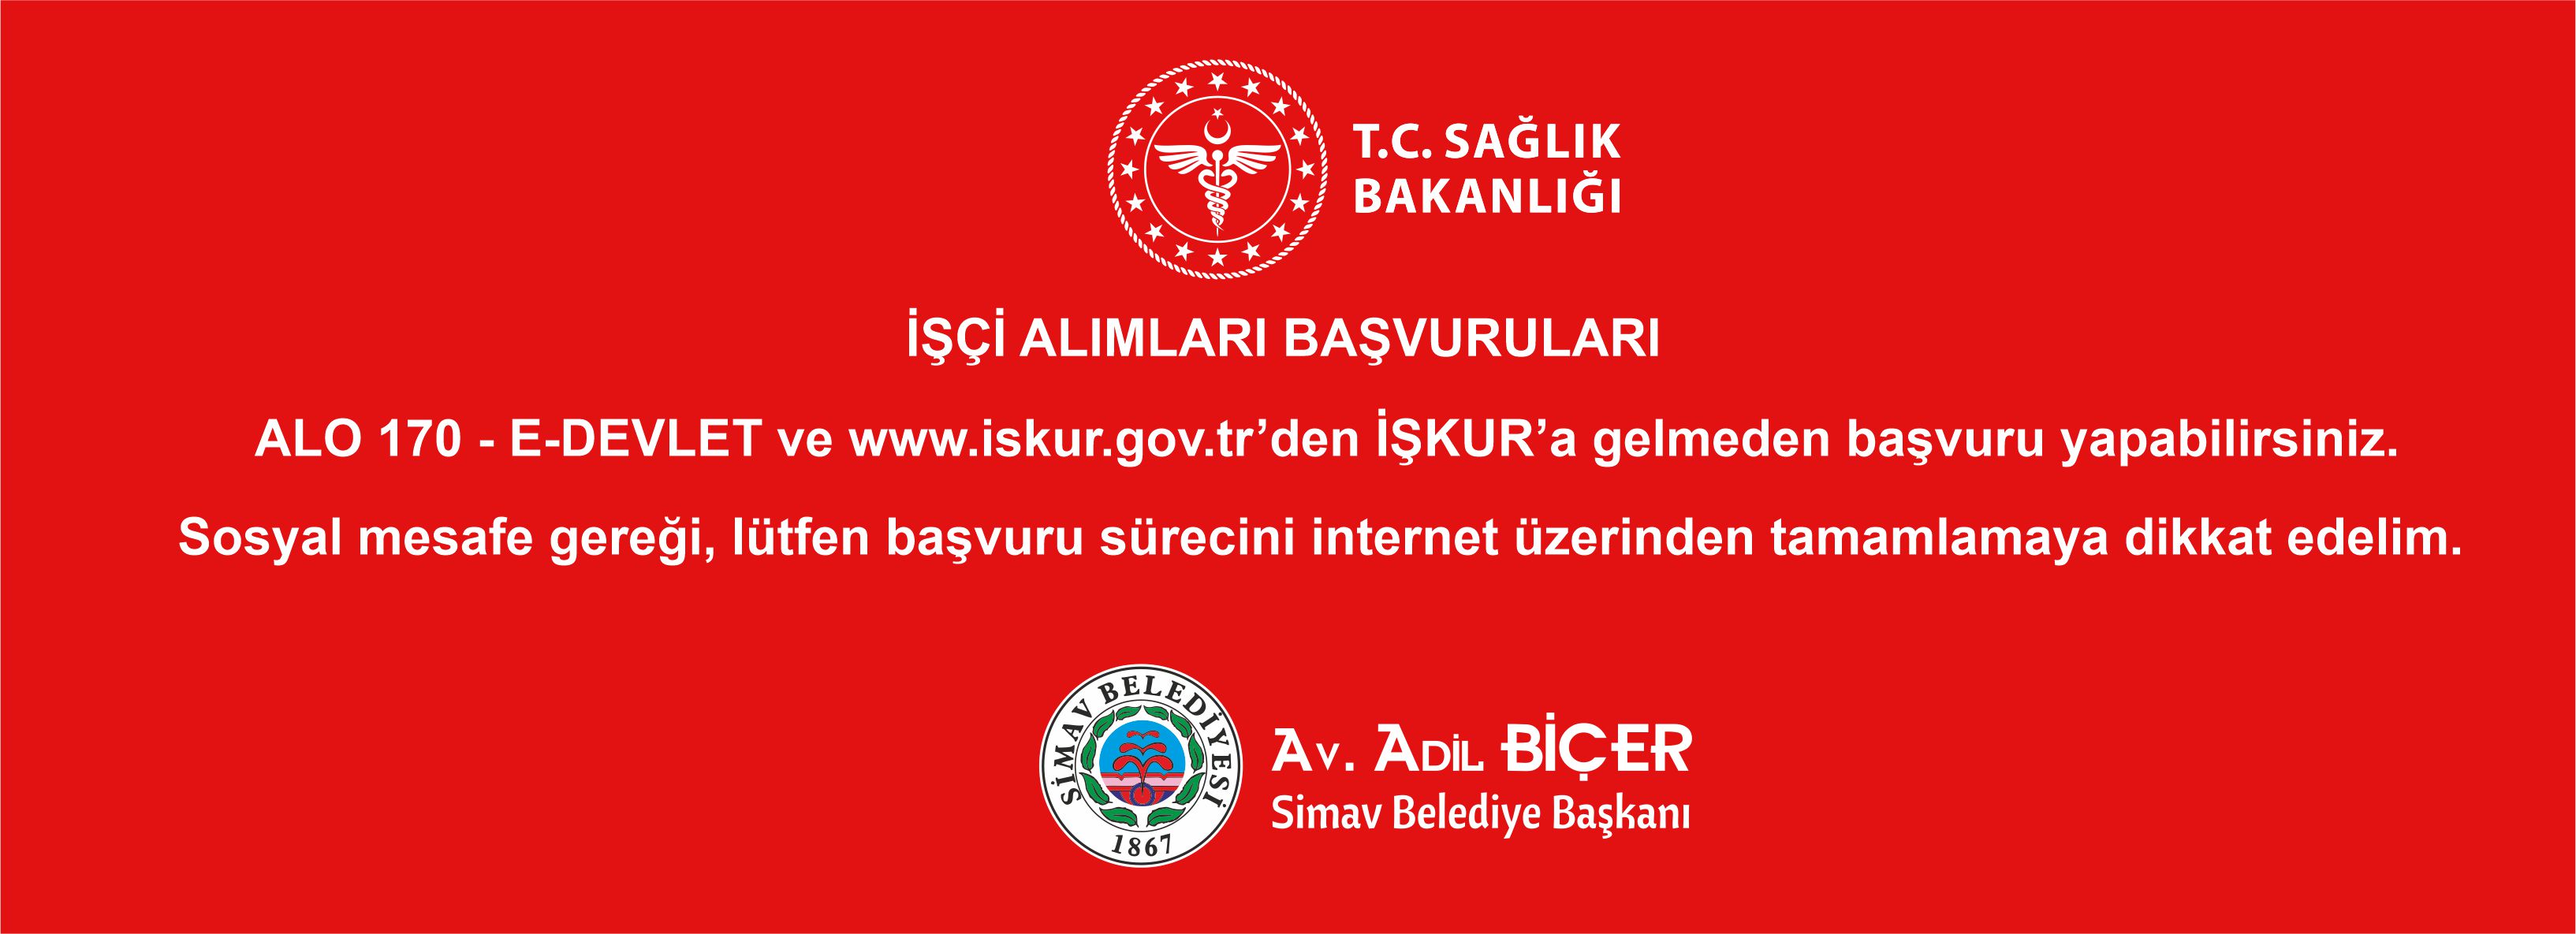 T.C. SAĞLIK
BAKANLIĞI
İŞÇİ ALIMLARI BAŞVURULARI
ALO 170 - E-DEVLET ve www.iskur.gov.tr’den İŞKUR’a gelmeden başvuru yapabilirsiniz.
Sosyal mesafe gereği, lütfen başvuru sürecini internet üzerinden tamamlamaya dikkat edelim.
SİMAV BELEDİYESİ
1867
Av. ADİL BİÇER
Simav Belediye Başkanı